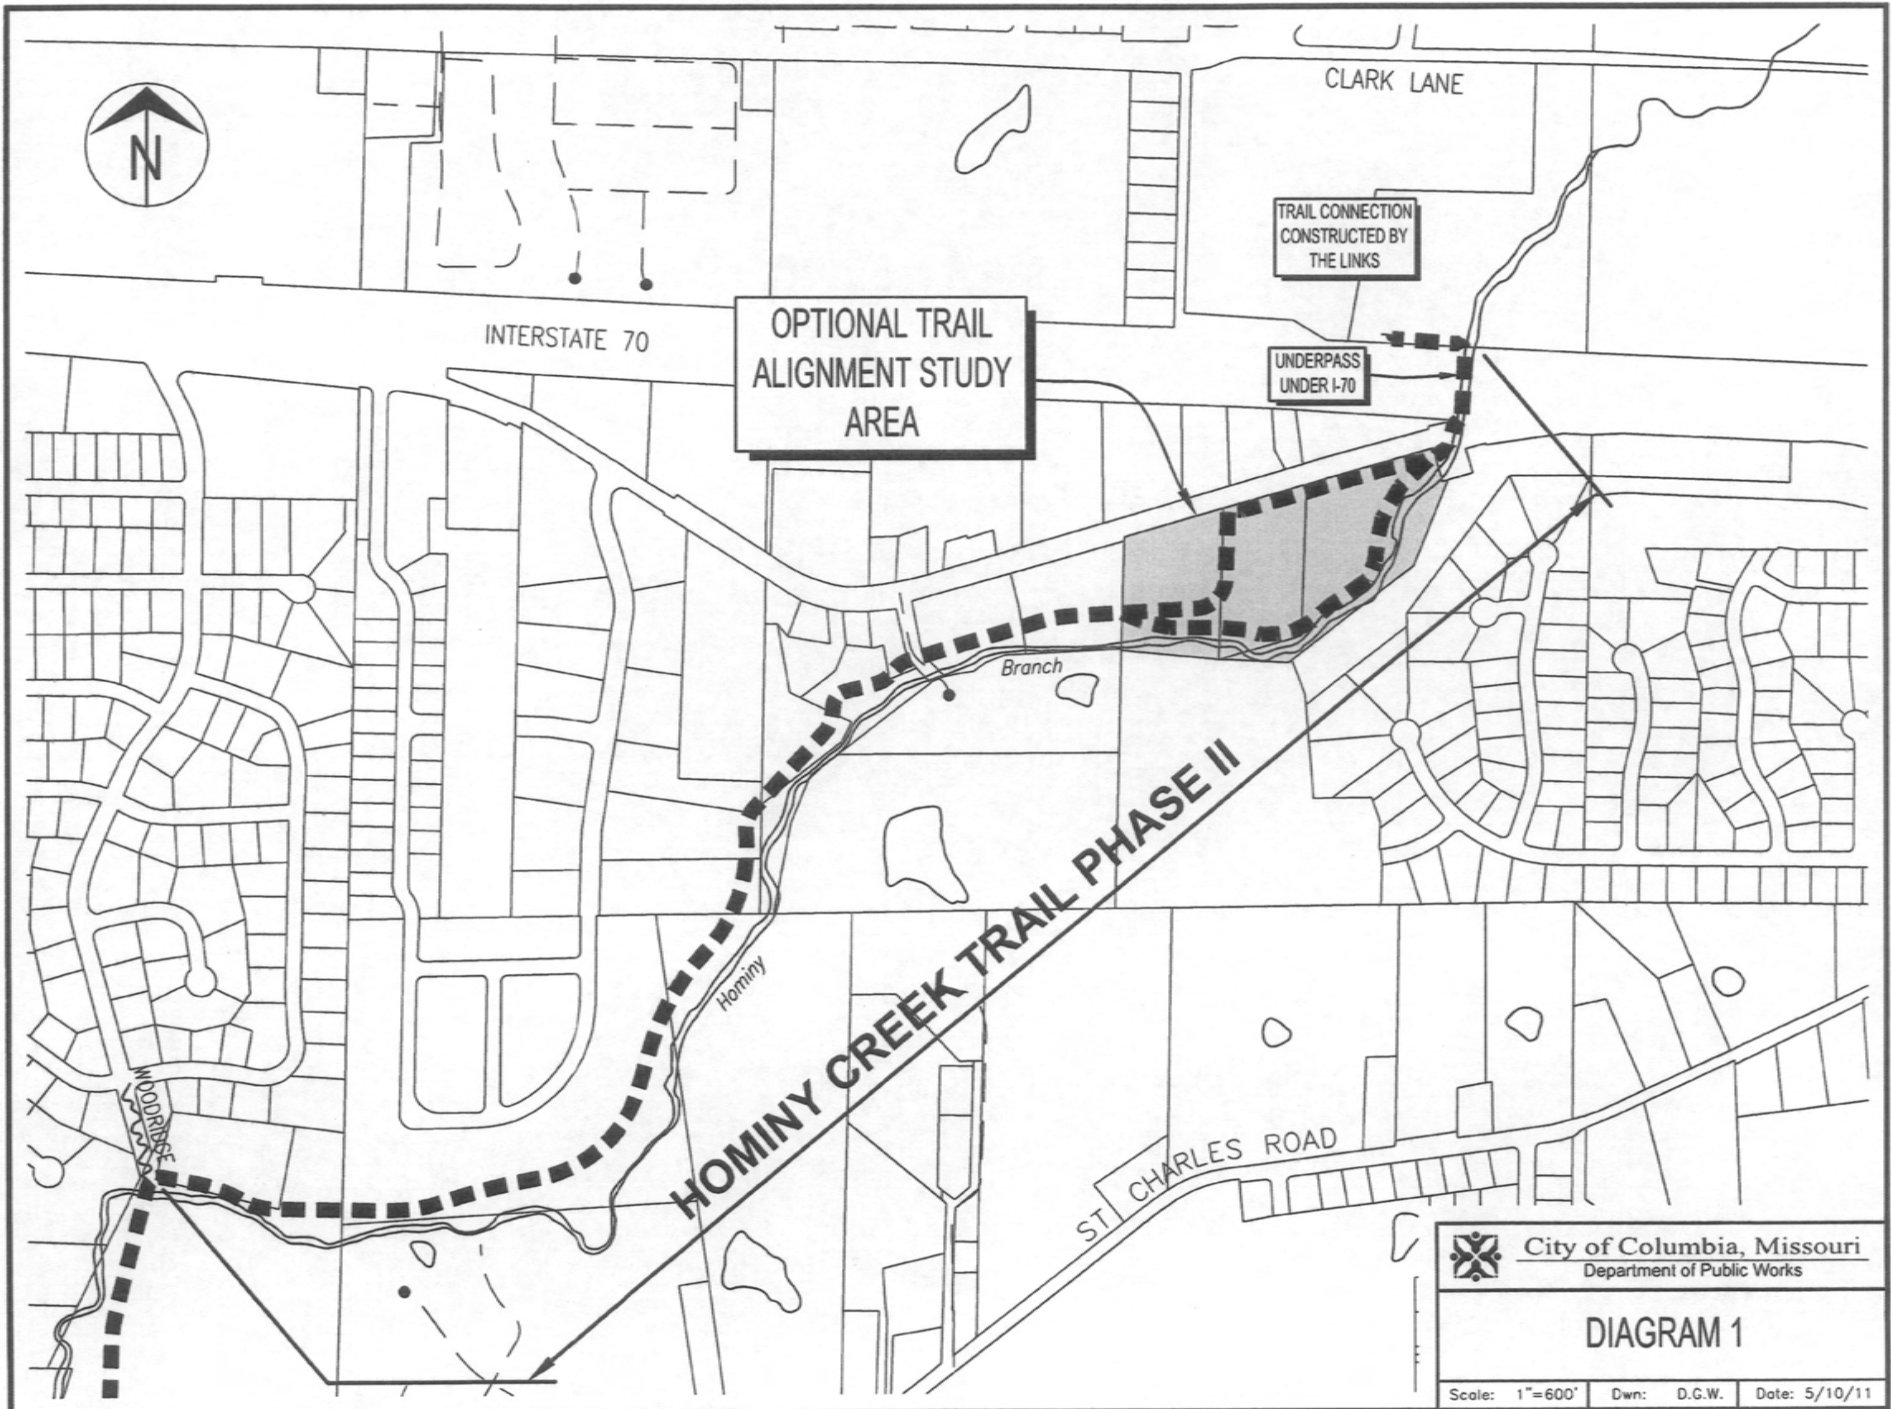 CLARK LANE
N
TRAIL CONNECTION
CONSTRUCTED BY
THE LINKS
INTERSTATE 70
OPTIONAL TRAIL
ALIGNMENT STUDY
AREA
UNDERPASS
UNDER I-70
Branch
HOMINY CREEK TRAIL PHASE II
Hominy
WOODRIDGE
ST CHARLES ROAD
City of Columbia, Missouri
Department of Public Works
DIAGRAM 1
Scale: 1"=600' Dwn: D.G.W. Date: 5/10/11